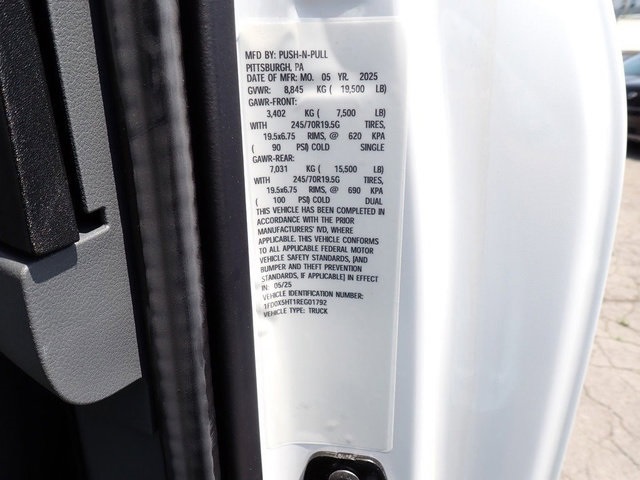 MFD BY: PUSH-N-PULL
PITTSBURGH, PA
DATE OF MFR: MO. 05 YR. 2025
GVWR: 8,845 KG ( 19,500 LB)
GAWR-FRONT:
3,402 KG ( 7,500 LB)
WITH 245/70R19.5G TIRES,
19.5x6.75 RIMS, @ 620 KPA
( 90 PSI) COLD SINGLE
GAWR-REAR:
7,031 KG ( 15,500 LB)
WITH 245/70R19.5G TIRES,
19.5x6.75 RIMS, @ 690 KPA
( 100 PSI) COLD DUAL
THIS VEHICLE HAS BEEN COMPLETED IN
ACCORDANCE WITH THE PRIOR
MANUFACTURERS' IVD, WHERE
APPLICABLE. THIS VEHICLE CONFORMS
TO ALL APPLICABLE FEDERAL MOTOR
VEHICLE SAFETY STANDARDS, [AND
BUMPER AND THEFT PREVENTION
STANDARDS, IF APPLICABLE] IN EFFECT
IN: 05/25
VEHICLE IDENTIFICATION NUMBER:
1FD0X5HT1REG01792
VEHICLE TYPE: TRUCK